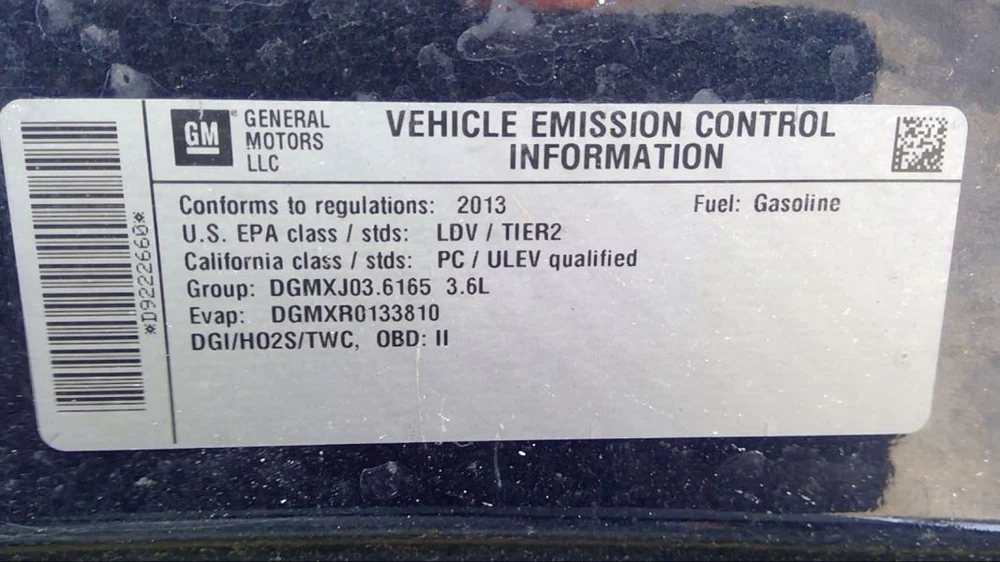 *D92222660*
GM
GENERAL
MOTORS
LLC
VEHICLE EMISSION CONTROL
INFORMATION
Conforms to regulations: 2013 Fuel: Gasoline
U.S. EPA class / stds: LDV / TIER2
California class / stds: PC / ULEV qualified
Group: DGMXJ03.6165 3.6L
Evap: DGMXR0133810
DGI/HO2S/TWC, OBD: II